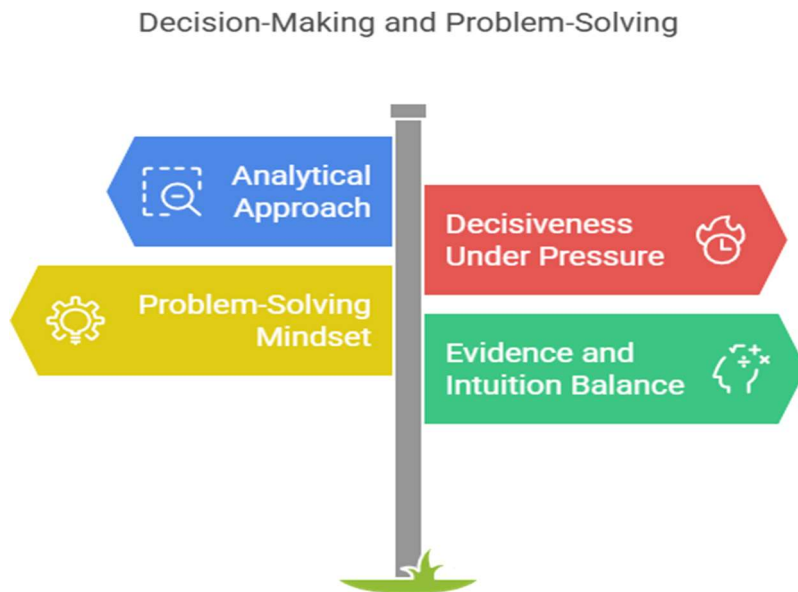 Decision-Making and Problem-Solving
Analytical
Approach
Decisiveness
Under Pressure
Problem-Solving
Mindset
Evidence and
Intuition Balance